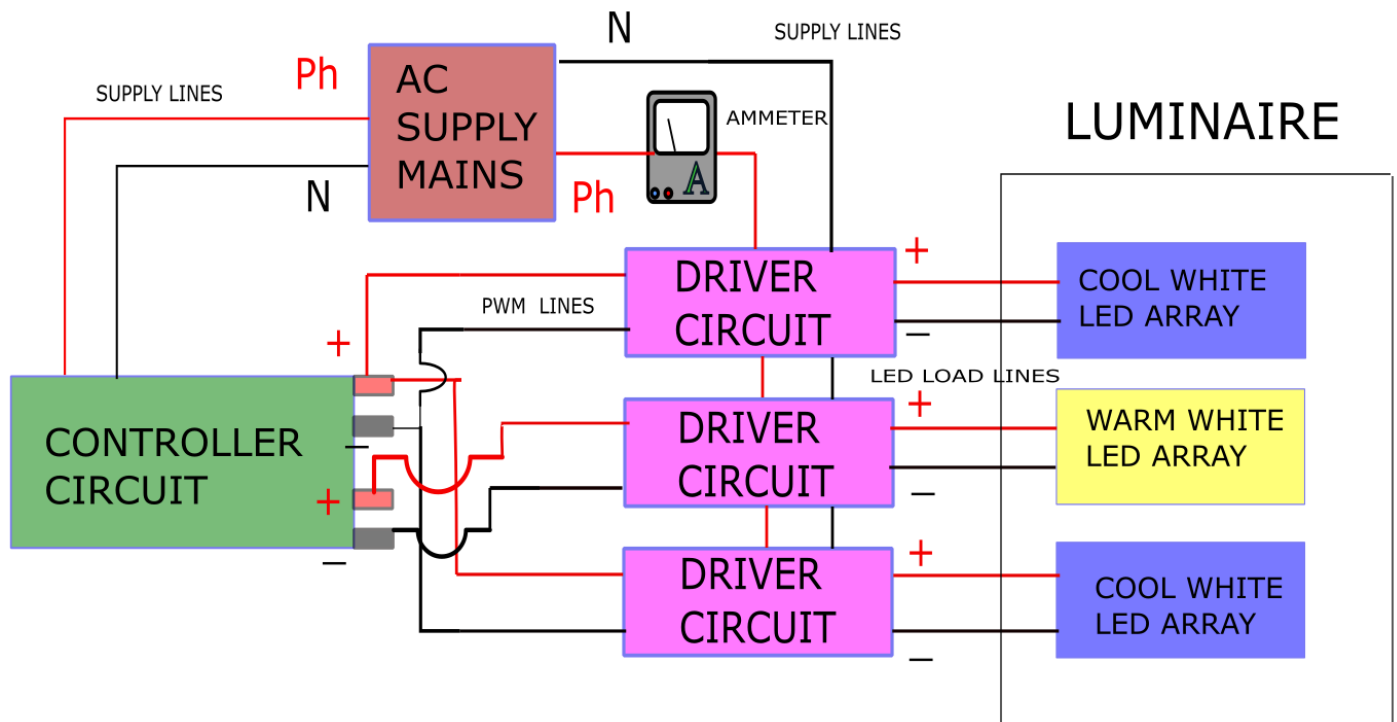 N
SUPPLY LINES
Ph
AC
SUPPLY
MAINS
SUPPLY LINES
AMMETER
LUMINAIRE
N
Ph
A
DRIVER
CIRCUIT
+
−
COOL WHITE
LED ARRAY
PWM LINES
+
−
LED LOAD LINES
CONTROLLER
CIRCUIT
+
−
DRIVER
CIRCUIT
+
−
WARM WHITE
LED ARRAY
DRIVER
CIRCUIT
+
−
COOL WHITE
LED ARRAY